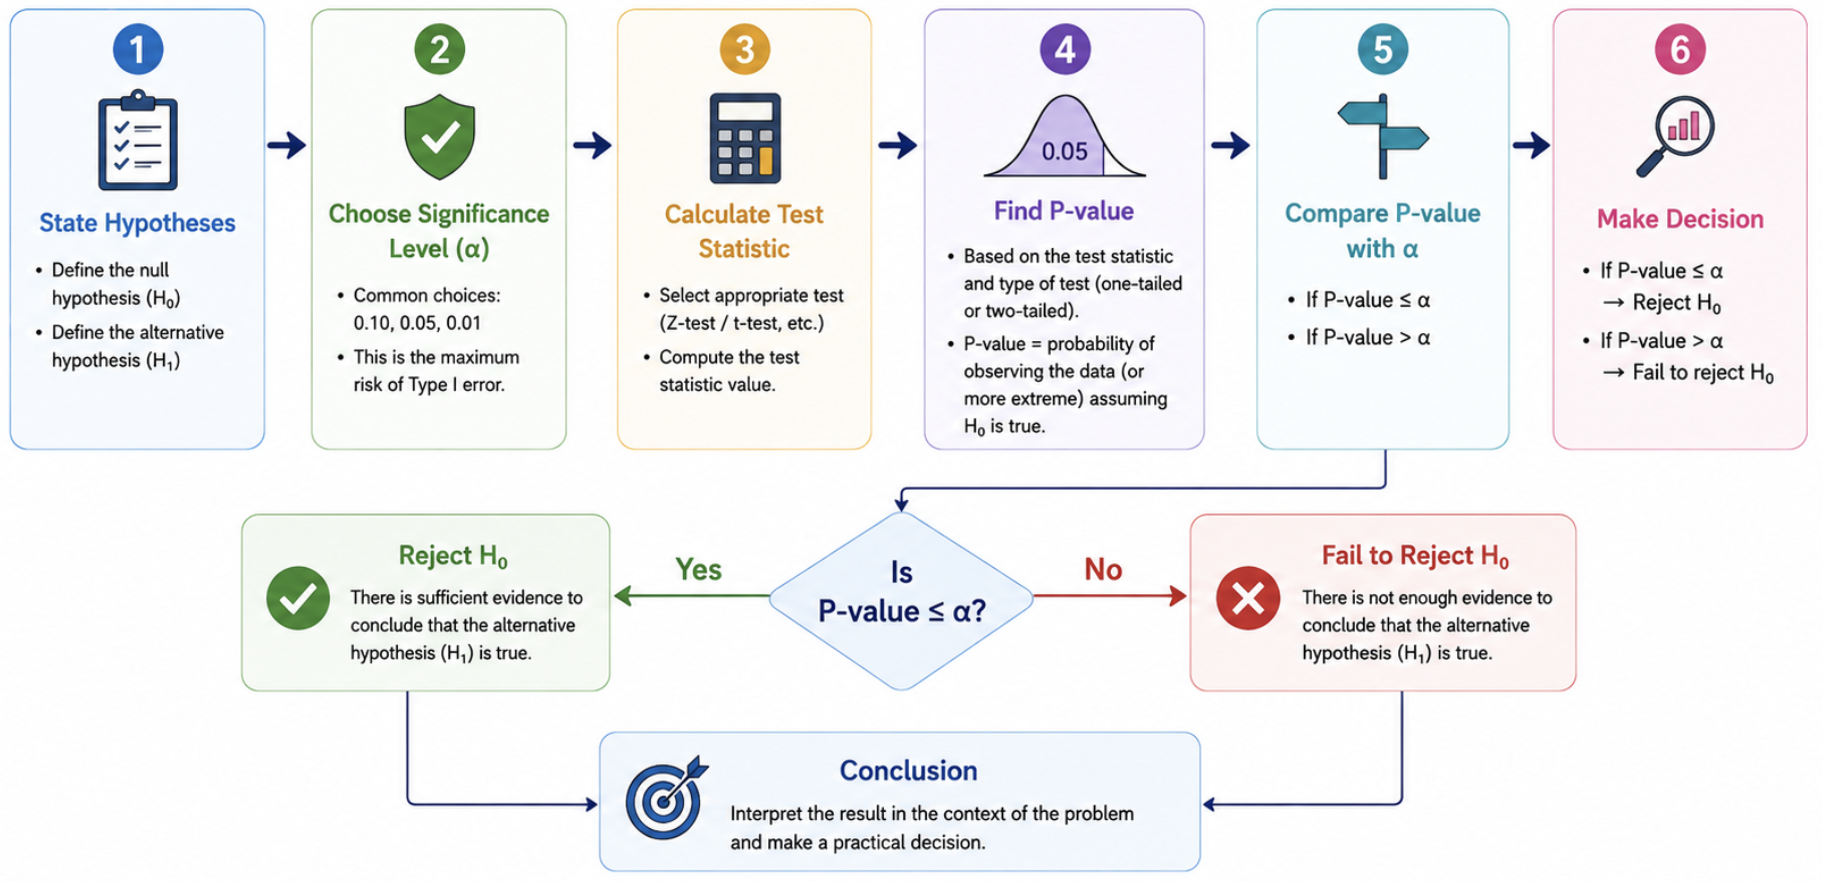 1
State Hypotheses
• Define the null
hypothesis (H₀)
• Define the alternative
hypothesis (H₁)
2
Choose Significance
Level (α)
• Common choices:
0.10, 0.05, 0.01
• This is the maximum
risk of Type I error.
3
Calculate Test
Statistic
• Select appropriate test
(Z-test / t-test, etc.)
• Compute the test
statistic value.
4
0.05
Find P-value
• Based on the test statistic
and type of test (one-tailed
or two-tailed).
• P-value = probability of
observing the data (or
more extreme) assuming
H₀ is true.
5
Compare P-value
with α
• If P-value ≤ α
• If P-value > α
6
Make Decision
• If P-value ≤ α
→ Reject H₀
• If P-value > α
→ Fail to reject H₀
Reject H₀
There is sufficient evidence to
conclude that the alternative
hypothesis (H₁) is true.
Yes
Is
P-value ≤ α?
No
Fail to Reject H₀
There is not enough evidence to
conclude that the alternative
hypothesis (H₁) is true.
Conclusion
Interpret the result in the context of the problem
and make a practical decision.